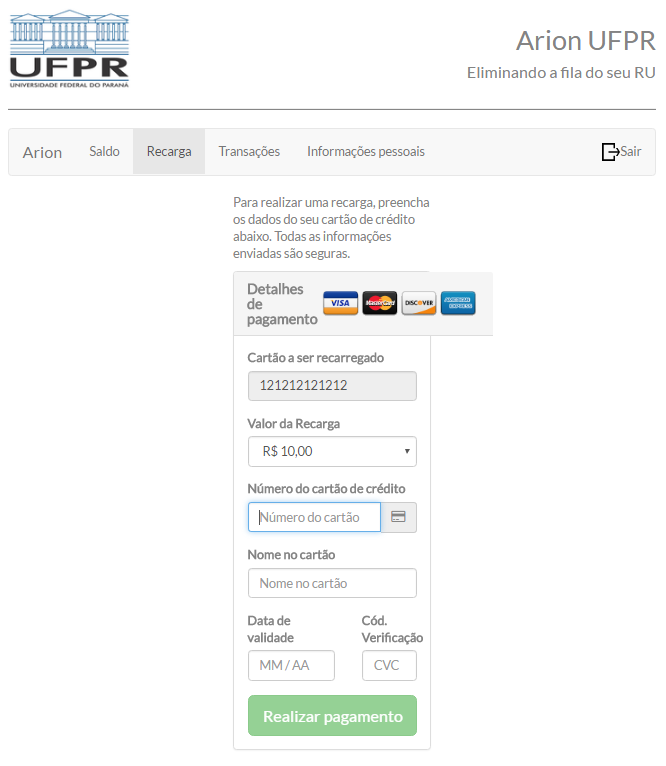 UFPR
UNIVERSIDADE FEDERAL DO PARANÁ
Arion UFPR
Eliminando a fila do seu RU
Arion Saldo Recarga Transações Informações pessoais Sair
Para realizar uma recarga, preencha
os dados do seu cartão de crédito
abaixo. Todas as informações
enviadas são seguras.
Detalhes
de
pagamento
VISA MasterCard DISCOVER AMERICAN EXPRESS
Cartão a ser recarregado
121212121212
Valor da Recarga
R$ 10,00
Número do cartão de crédito
Número do cartão
Nome no cartão
Nome no cartão
Data de validade
Cód. Verificação
MM / AA
CVC
Realizar pagamento